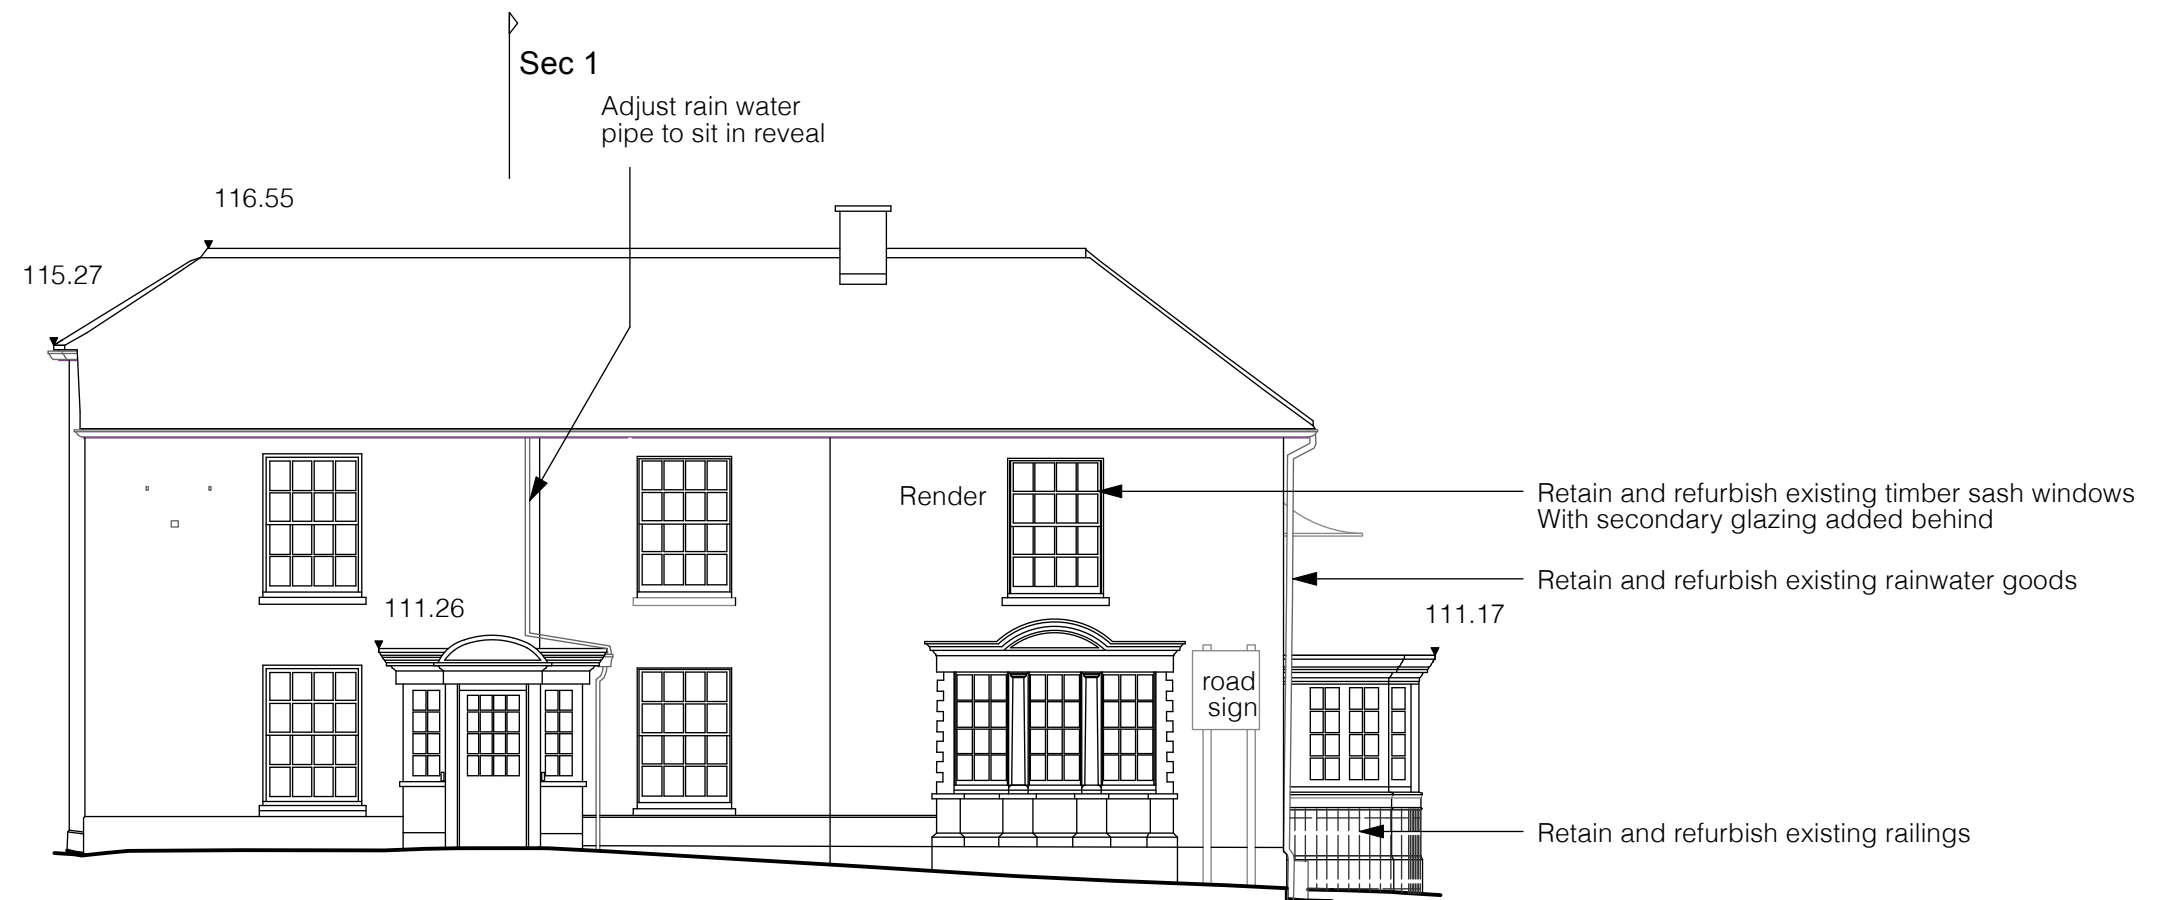 Sec 1
Adjust rain water
pipe to sit in reveal
116.55
115.27
Render
Retain and refurbish existing timber sash windows
With secondary glazing added behind
Retain and refurbish existing rainwater goods
111.26
111.17
road
sign
Retain and refurbish existing railings